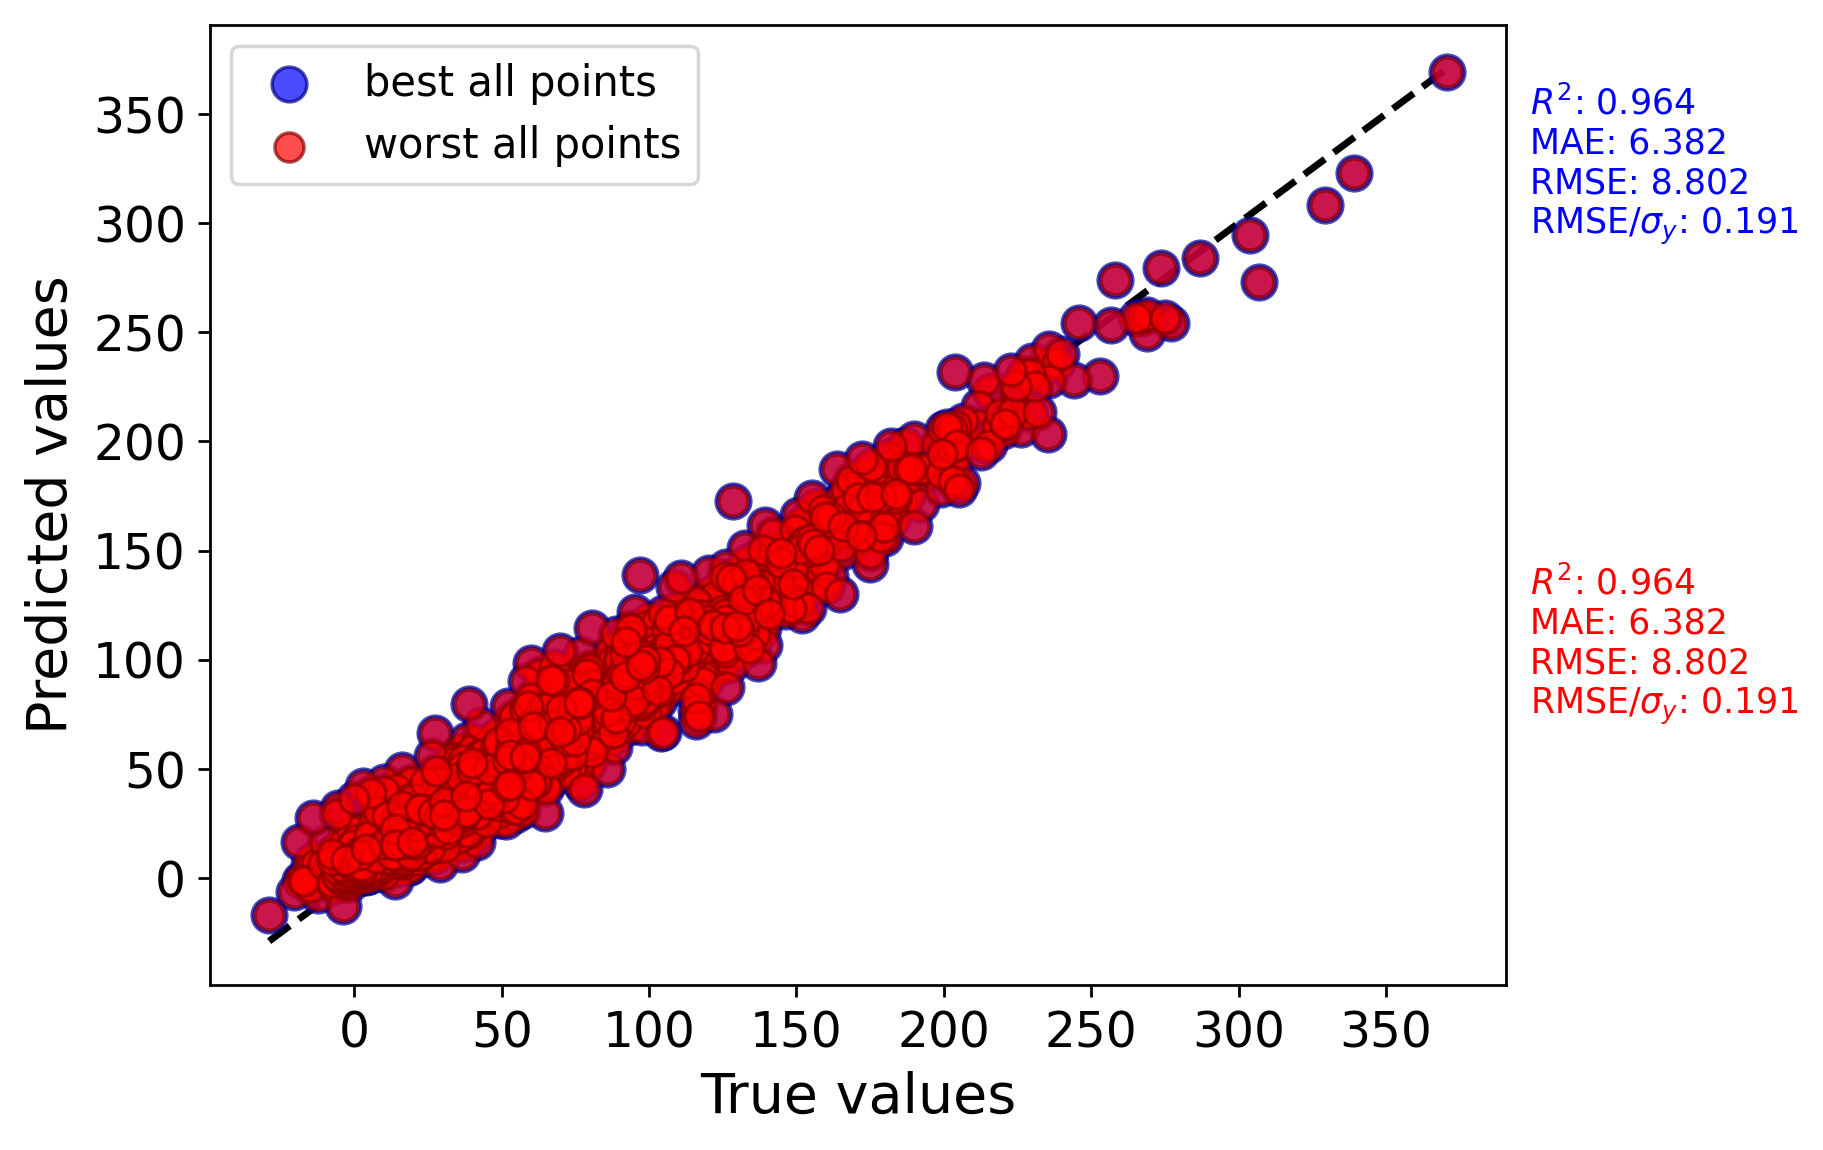 best all points
worst all points
350
300
250
200
150
100
50
0
Predicted values
0 50 100 150 200 250 300 350
True values
R²: 0.964
MAE: 6.382
RMSE: 8.802
RMSE/σy: 0.191
R²: 0.964
MAE: 6.382
RMSE: 8.802
RMSE/σy: 0.191